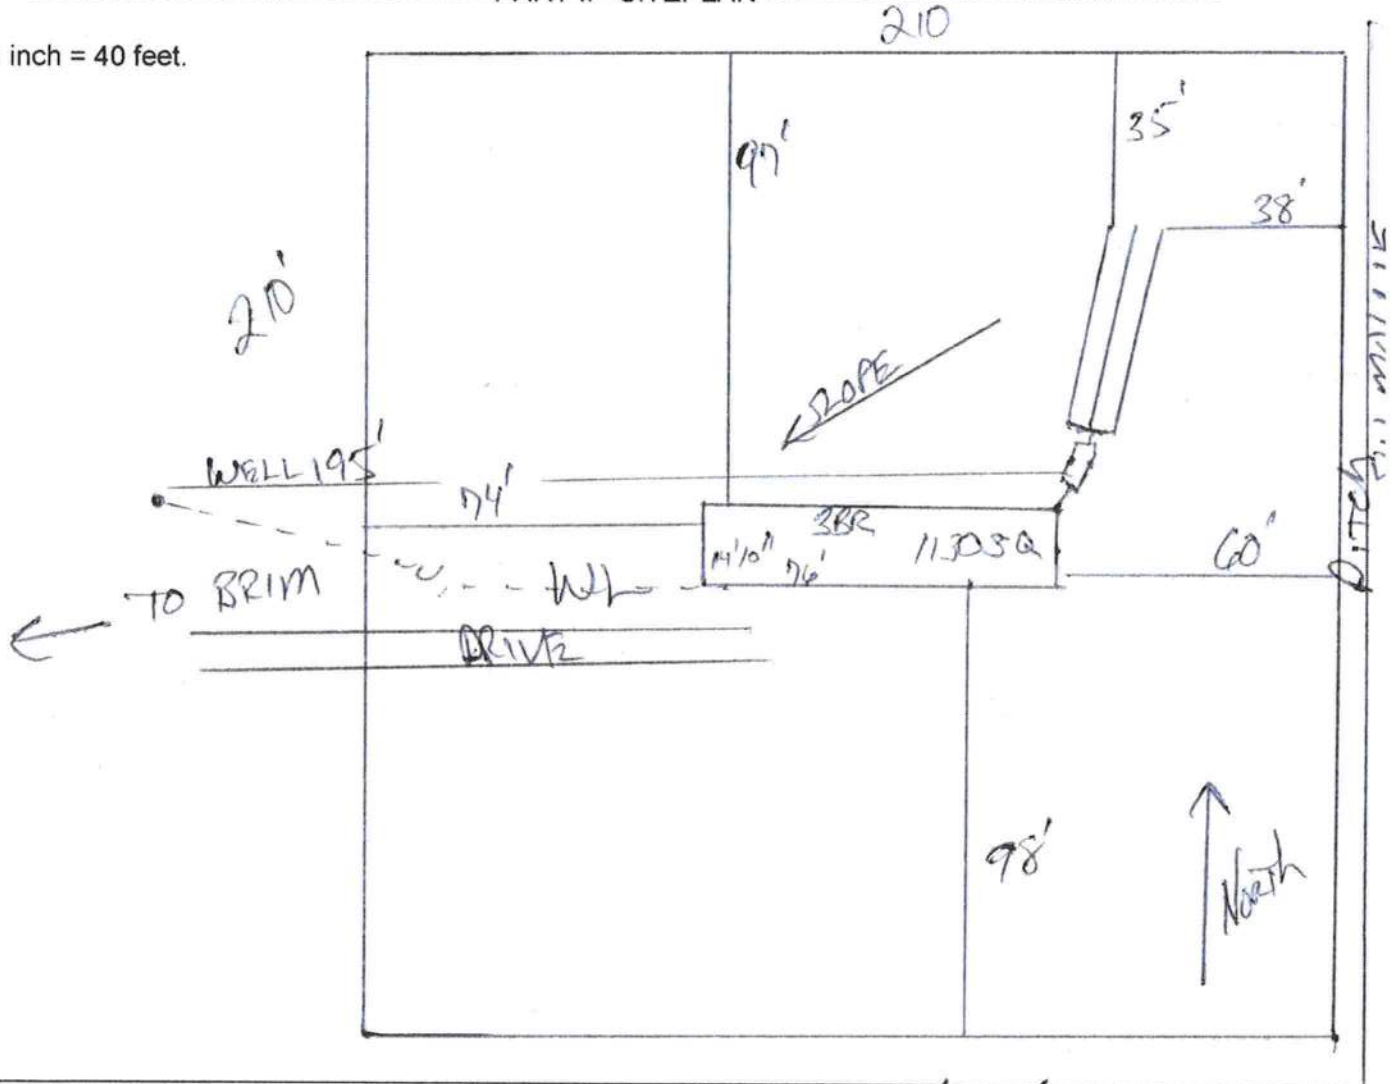 210
inch = 40 feet.
35'
97'
38'
210'
SLOPE
WELL 195'
74'
3BR
14'10" 76' 1130SQ
60'
DITCH
WL
TO BRIM
DRIVE
98'
North